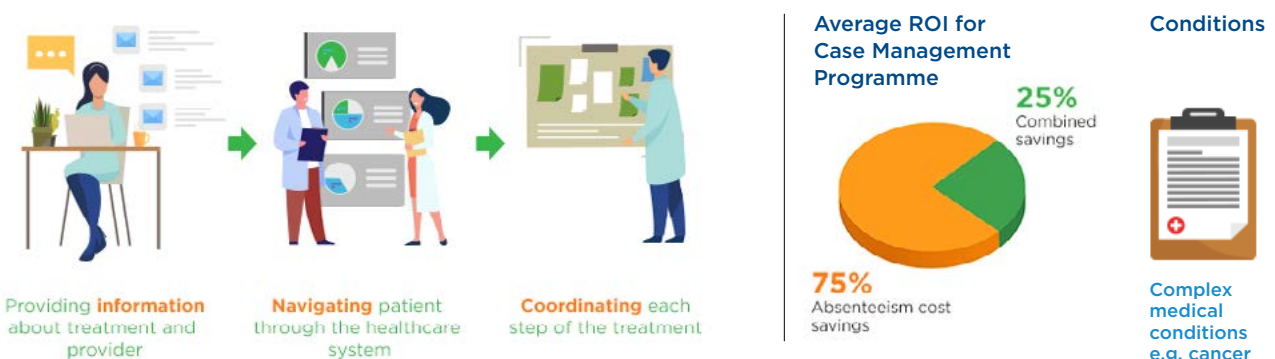 Providing information
about treatment and
provider
Navigating patient
through the healthcare
system
Coordinating each
step of the treatment
Average ROI for
Case Management
Programme
25%
Combined
savings
75%
Absenteeism cost
savings
Conditions
Complex
medical
conditions
e.g. cancer